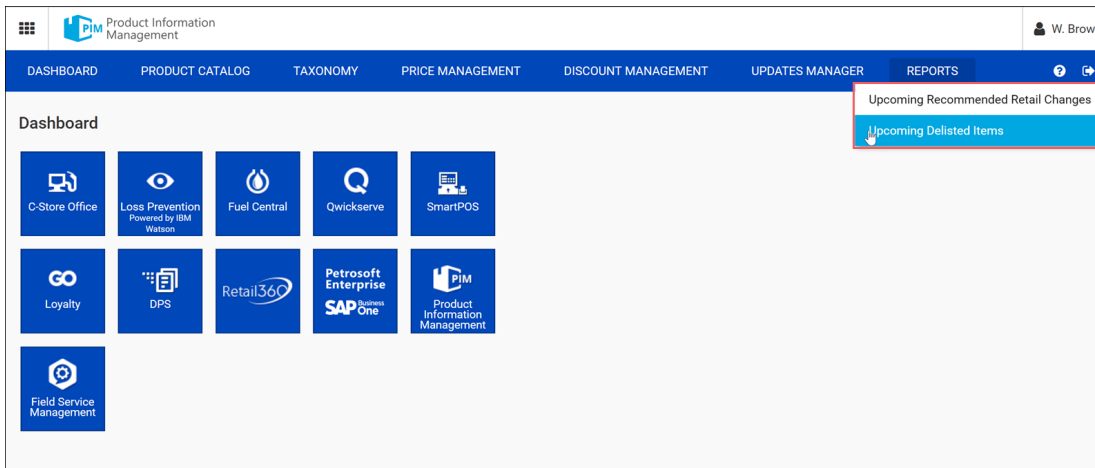 PIM Product Information
Management
W. Brow
DASHBOARD PRODUCT CATALOG TAXONOMY PRICE MANAGEMENT DISCOUNT MANAGEMENT UPDATES MANAGER REPORTS ?
Upcoming Recommended Retail Changes
Upcoming Delisted Items
Dashboard
C-Store Office
Loss Prevention
Powered by IBM
Watson
Fuel Central
Qwickserve
SmartPOS
GO
Loyalty
DPS
Retail360
Petrosoft
Enterprise
SAP Business
One
PIM
Product
Information
Management
Field Service
Management